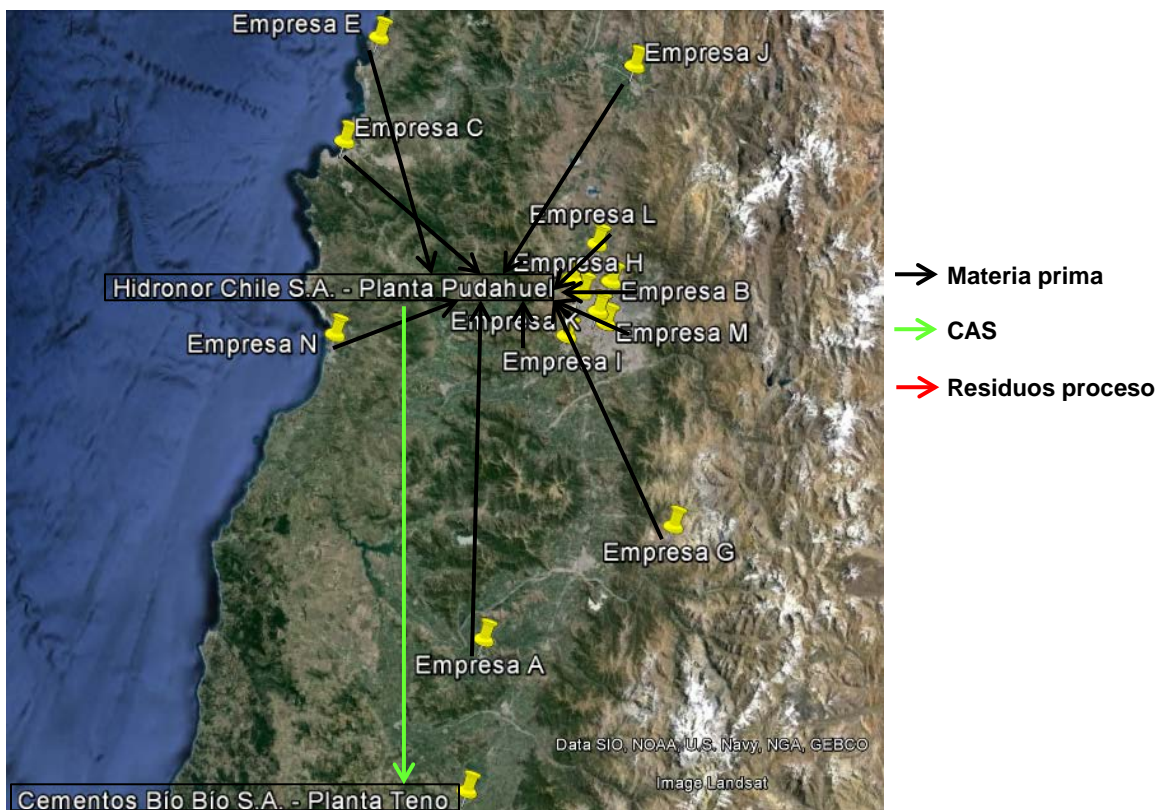 Empresa E
Empresa J
Empresa C
Empresa L
Empresa H
Hidronor Chile S.A. - Planta Pudahuel
Empresa B
Empresa K
Empresa M
Empresa N
Empresa I
Empresa G
Empresa A
Data SIO, NOAA, U.S. Navy, NGA, GEBCO
Image Landsat
Cementos Bío Bío S.A. - Planta Teno
Materia prima
CAS
Residuos proceso